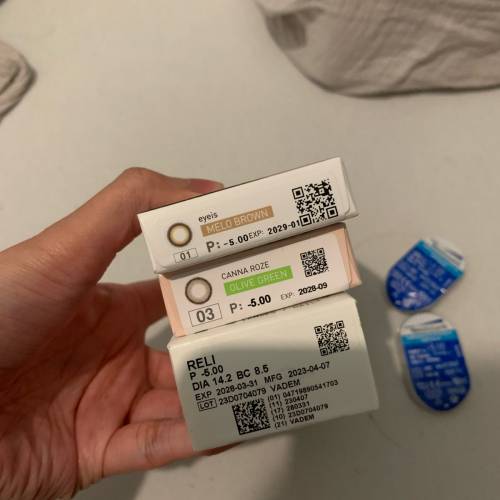 eyeis
MELO BROWN
01
P: -5.00 EXP: 2029-01
CANNA ROZE
OLIVE GREEN
03
P: -5.00 EXP: 2028-09
RELI
P -5.00
DIA 14.2 BC 8.5
EXP 2028-03-31 MFG 2023-04-07
LOT 23D0704079 VADEM
(01) 04719890541703
(11) 230407
(17) 280331
(10) 23D0704079
(21) VADEM